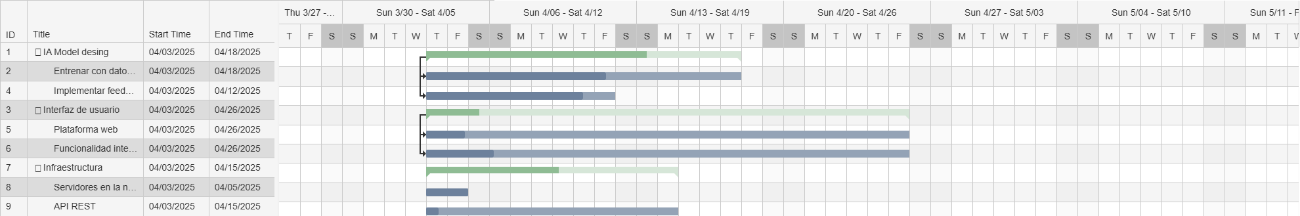 Thu 3/27 -... Sun 3/30 - Sat 4/05 Sun 4/06 - Sat 4/12 Sun 4/13 - Sat 4/19 Sun 4/20 - Sat 4/26 Sun 4/27 - Sat 5/03 Sun 5/04 - Sat 5/10 Sun 5/11 - F
ID Title Start Time End Time T F S S M T W T F S S M T W T F S S M T W T F S S M T W T F S S M T W T F S S M T W T F S S M T W
1 IA Model desing 04/03/2025 04/18/2025
2 Entrenar con dato... 04/03/2025 04/18/2025
4 Implementar feed... 04/03/2025 04/12/2025
3 Interfaz de usuario 04/03/2025 04/26/2025
5 Plataforma web 04/03/2025 04/26/2025
6 Funcionalidad inte... 04/03/2025 04/26/2025
7 Infraestructura 04/03/2025 04/15/2025
8 Servidores en la n... 04/03/2025 04/05/2025
9 API REST 04/03/2025 04/15/2025